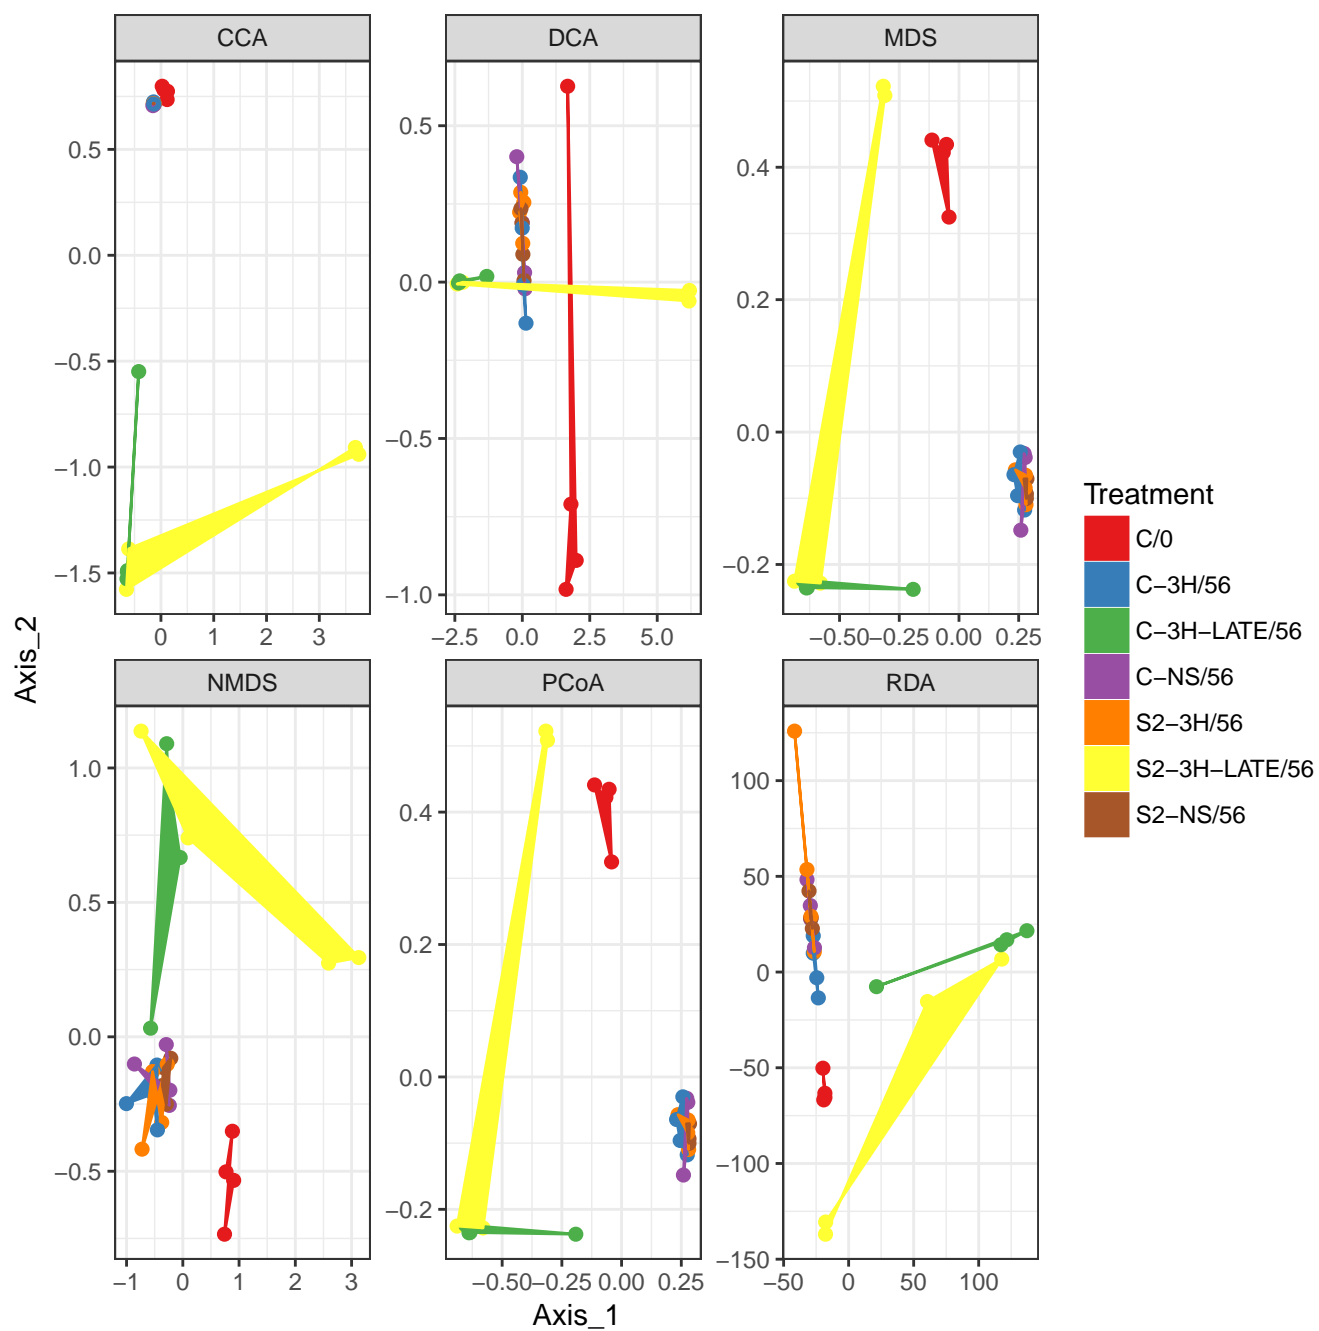 CCA DCA MDS
0.5
0.0
−0.5
−1.0
−1.5
0 1 2 3
0.5
0.0
−0.5
−1.0
−2.5 0.0 2.5 5.0
0.4
0.2
0.0
−0.2
−0.50 −0.25 0.00 0.25
NMDS PCoA RDA
1.0
0.5
0.0
−0.5
−1 0 1 2 3
0.4
0.2
0.0
−0.2
−0.50 −0.25 0.00 0.25
100
50
0
−50
−100
−150
−50 0 50 100
Axis_1
Axis_2
Treatment
C/0
C−3H/56
C−3H−LATE/56
C−NS/56
S2−3H/56
S2−3H−LATE/56
S2−NS/56